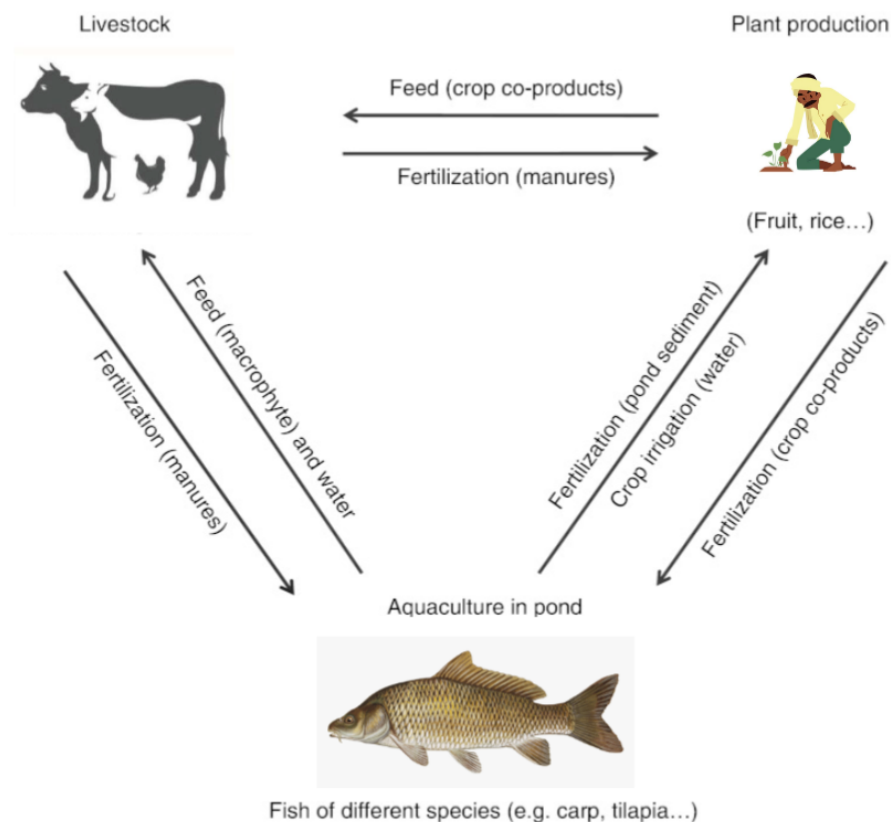 Livestock
Plant production
Feed (crop co-products)
Fertilization (manures)
(Fruit, rice...)
Fertilization (manures)
Feed (macrophyte) and water
Fertilization (pond sediment)
Crop irrigation (water)
Fertilization (crop co-products)
Aquaculture in pond
Fish of different species (e.g. carp, tilapia...)